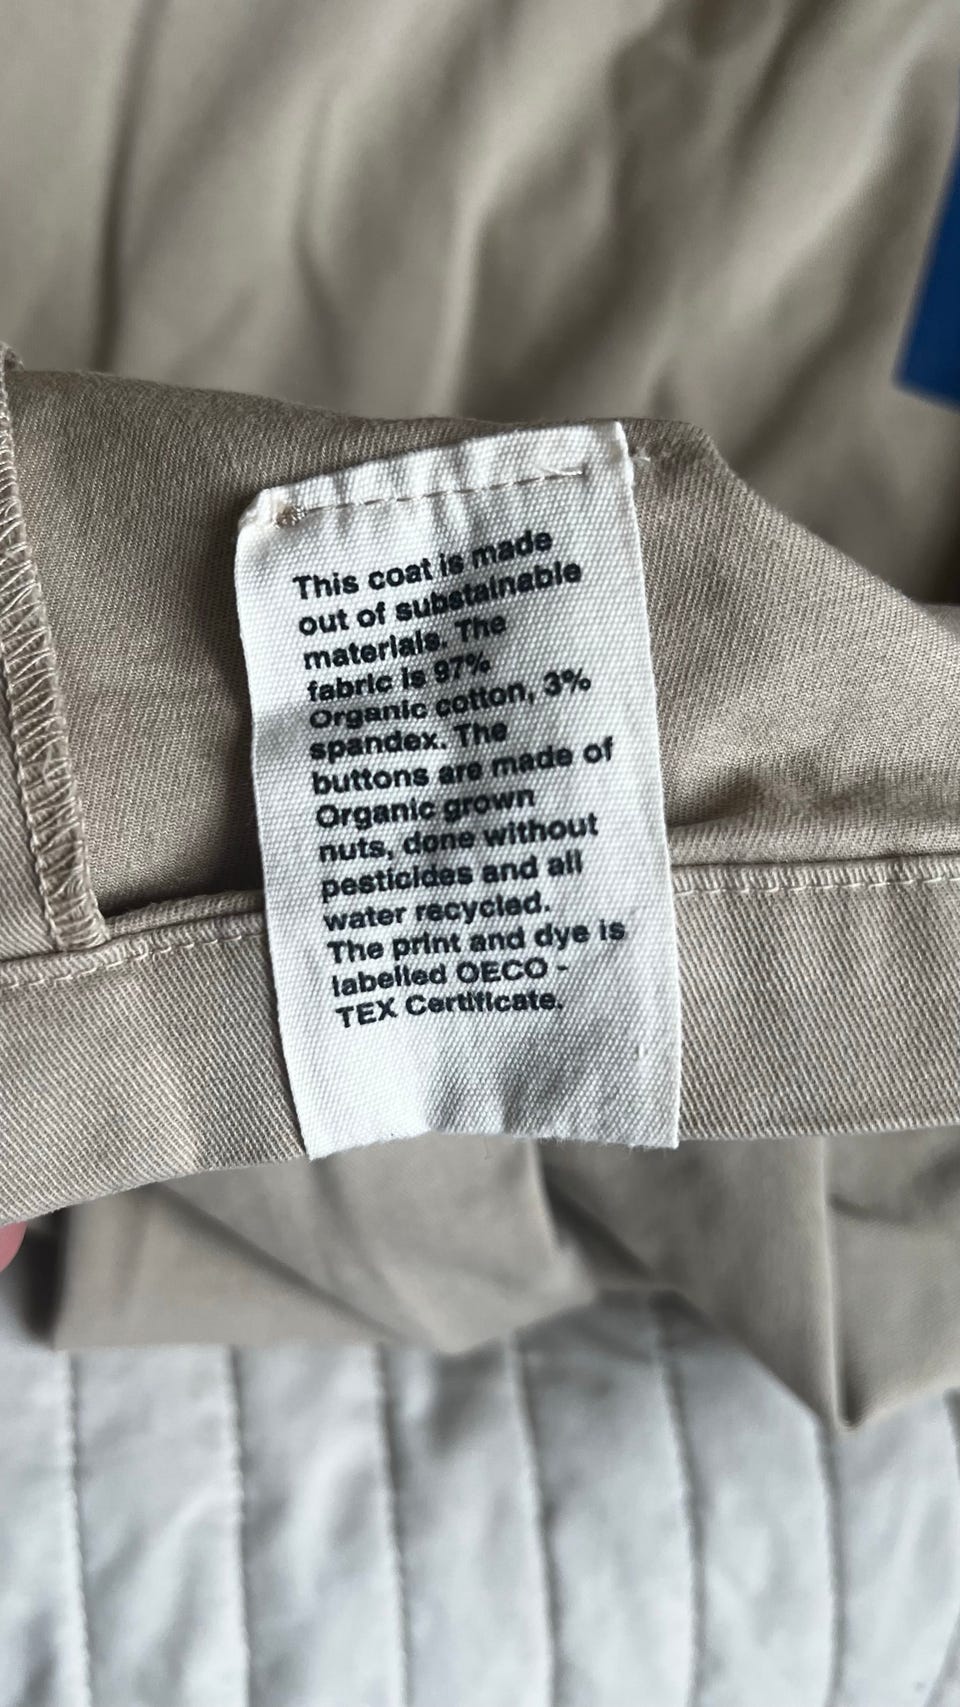 This coat is made
out of substainable
materials. The
fabric is 97%
Organic cotton, 3%
spandex. The
buttons are made of
Organic grown
nuts, done without
pesticides and all
water recycled.
The print and dye is
labelled OECO -
TEX Certificate.